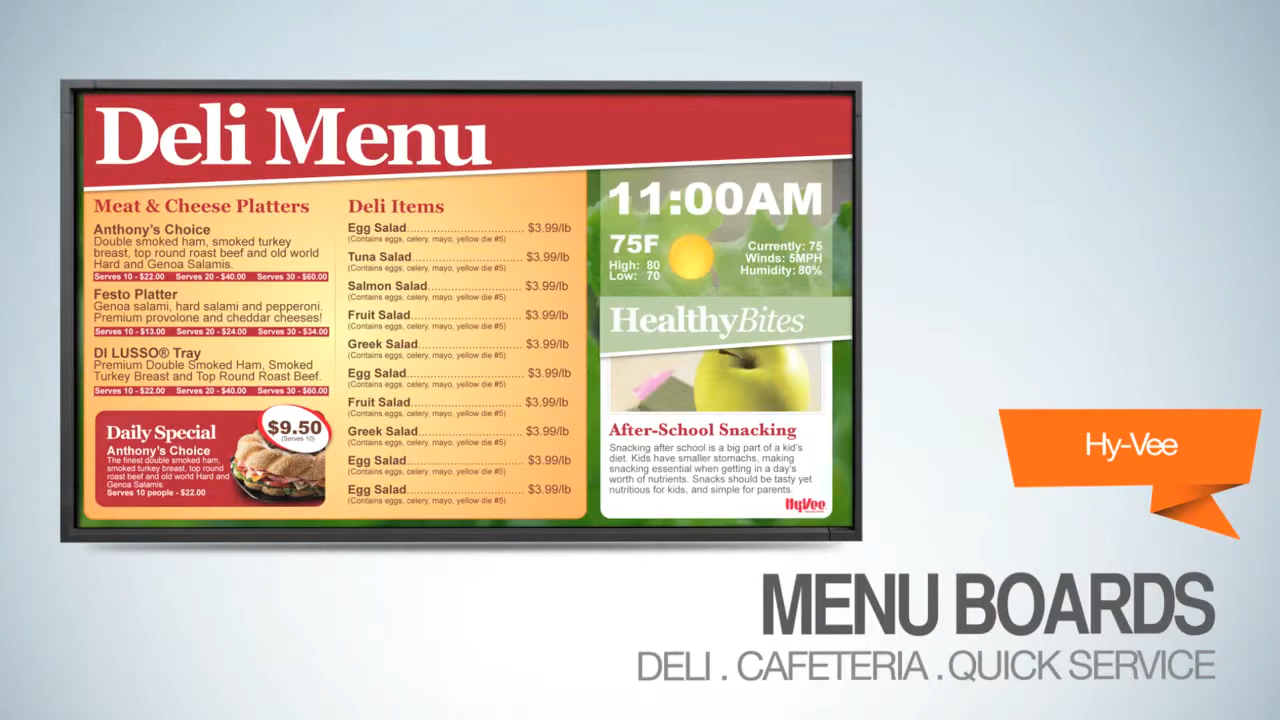 Deli Menu
Meat & Cheese Platters
Anthony's Choice
Double smoked ham, smoked turkey
breast, top round roast beef and old world
Hard and Genoa Salamis.
Serves 10 - $22.00 Serves 20 - $40.00 Serves 30 - $60.00
Festo Platter
Genoa salami, hard salami and pepperoni.
Premium provolone and cheddar cheeses!
Serves 10 - $13.00 Serves 20 - $24.00 Serves 30 - $34.00
DI LUSSO® Tray
Premium Double Smoked Ham, Smoked
Turkey Breast and Top Round Roast Beef.
Serves 10 - $22.00 Serves 20 - $40.00 Serves 30 - $60.00
Daily Special
Anthony's Choice
The finest double smoked ham,
smoked turkey breast, top round
roast beef and old world Hard and
Genoa Salamis.
Serves 10 people - $22.00
$9.50
(Serves 10)
Deli Items
Egg Salad.............................. $3.99/lb
(Contains eggs, celery, mayo, yellow die #5)
Tuna Salad............................ $3.99/lb
(Contains eggs, celery, mayo, yellow die #5)
Salmon Salad........................ $3.99/lb
(Contains eggs, celery, mayo, yellow die #5)
Fruit Salad............................ $3.99/lb
(Contains eggs, celery, mayo, yellow die #5)
Greek Salad.......................... $3.99/lb
(Contains eggs, celery, mayo, yellow die #5)
Egg Salad.............................. $3.99/lb
(Contains eggs, celery, mayo, yellow die #5)
Fruit Salad............................ $3.99/lb
(Contains eggs, celery, mayo, yellow die #5)
Greek Salad.......................... $3.99/lb
(Contains eggs, celery, mayo, yellow die #5)
Egg Salad.............................. $3.99/lb
(Contains eggs, celery, mayo, yellow die #5)
Egg Salad.............................. $3.99/lb
(Contains eggs, celery, mayo, yellow die #5)
11:00AM
75F
High: 80
Low: 70
Currently: 75
Winds: 5MPH
Humidity: 80%
HealthyBites
After-School Snacking
Snacking after school is a big part of a kid's
diet. Kids have smaller stomachs, making
snacking essential when getting in a day's
worth of nutrients. Snacks should be tasty yet
nutritious for kids, and simple for parents.
HyVee
Hy-Vee
MENU BOARDS
DELI . CAFETERIA . QUICK SERVICE